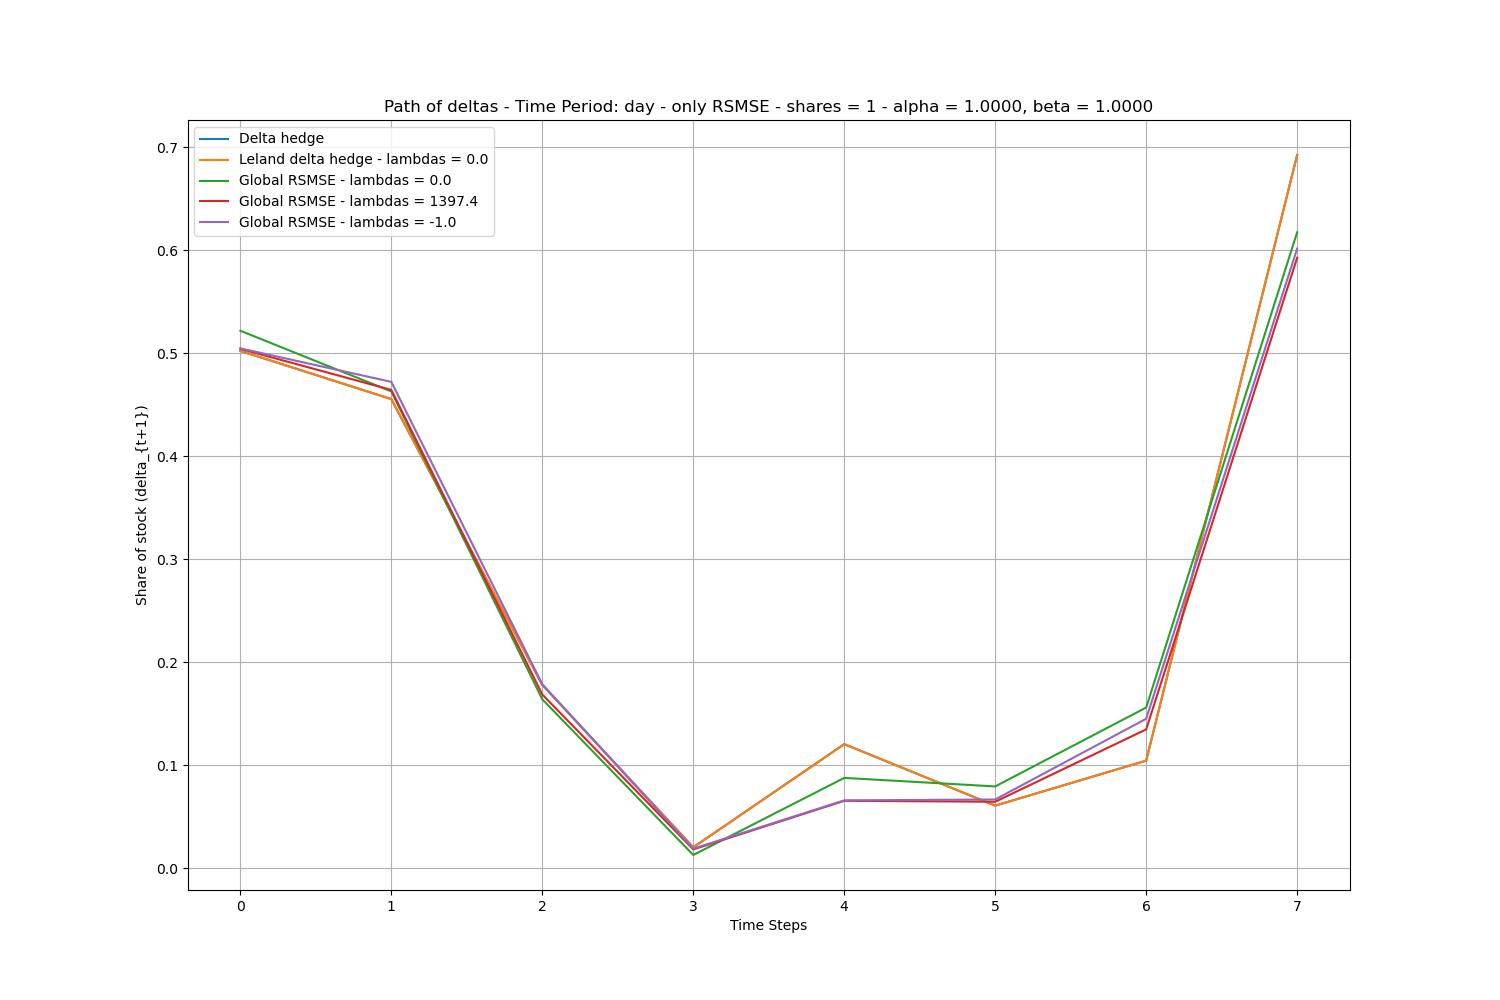 Path of deltas - Time Period: day - only RSMSE - shares = 1 - alpha = 1.0000, beta = 1.0000
Delta hedge
Leland delta hedge - lambdas = 0.0
Global RSMSE - lambdas = 0.0
Global RSMSE - lambdas = 1397.4
Global RSMSE - lambdas = -1.0
0.7
0.6
0.5
0.4
0.3
0.2
0.1
0.0
Share of stock (delta_{t+1})
0 1 2 3 4 5 6 7
Time Steps